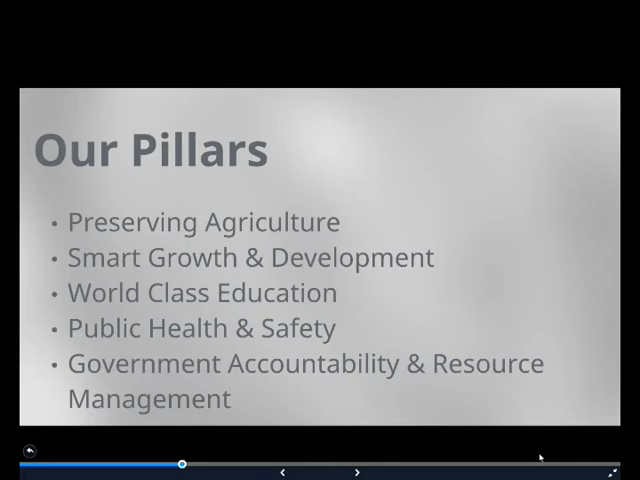 Our Pillars
• Preserving Agriculture
• Smart Growth & Development
• World Class Education
• Public Health & Safety
• Government Accountability & Resource
Management